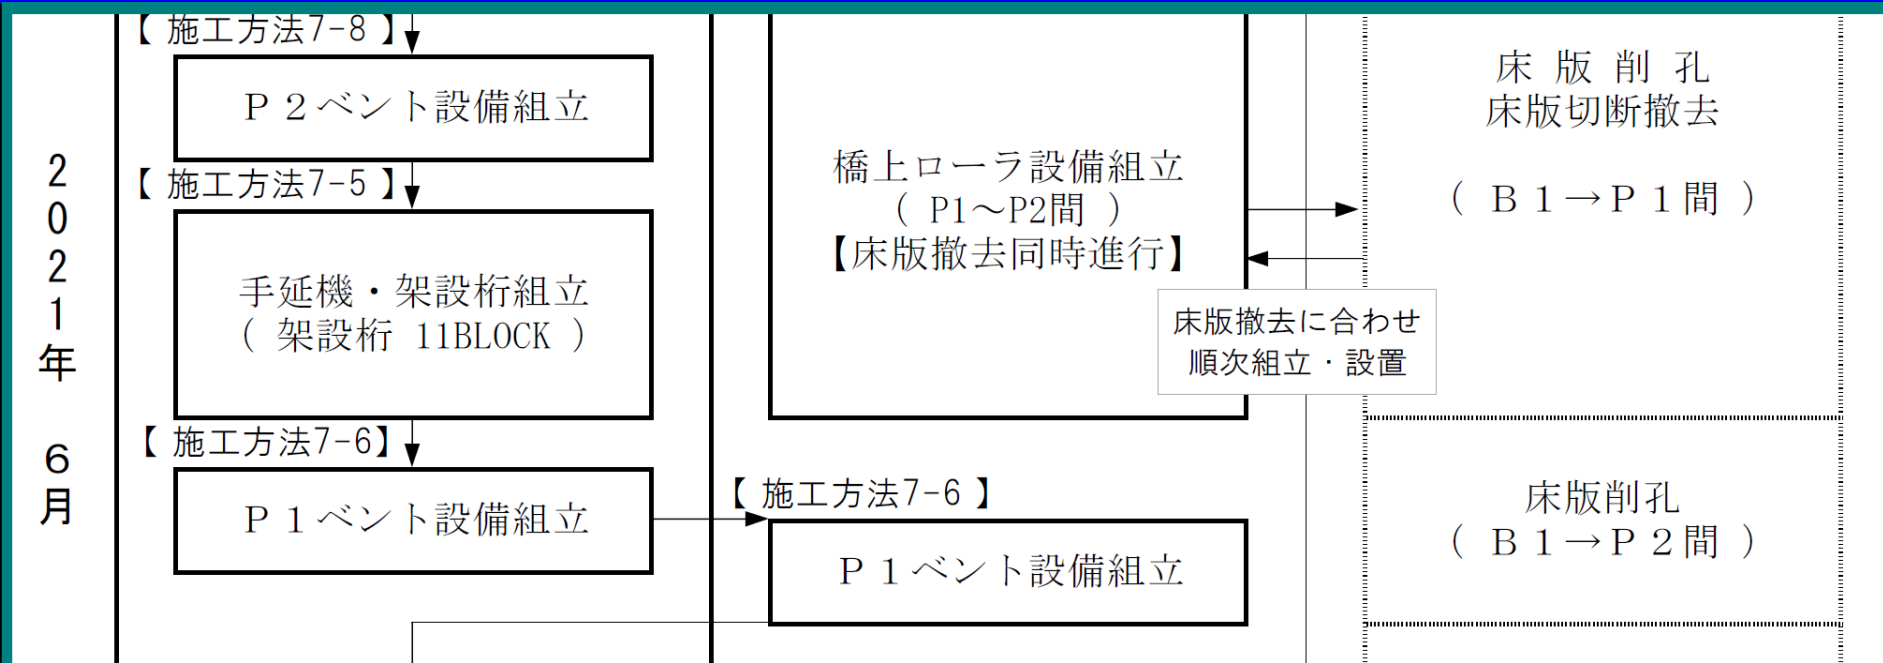 2021年 6月
【 施工方法7-8 】
P2ベント設備組立
【 施工方法7-5 】
手延機・架設桁組立
( 架設桁 11BLOCK )
【 施工方法7-6】
P1ベント設備組立
橋上ローラ設備組立
( P1～P2間 )
【床版撤去同時進行】
床版撤去に合わせ
順次組立・設置
【 施工方法7-6 】
P1ベント設備組立
床 版 削 孔
床版切断撤去
( B1→P1間 )
床版削孔
( B1→P2間 )